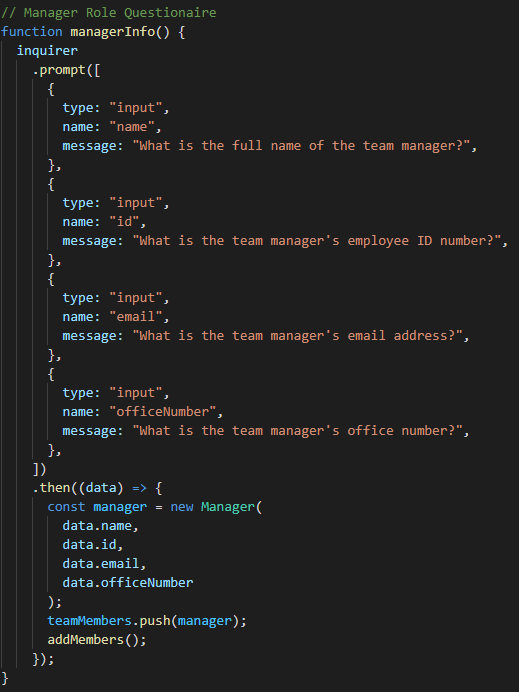 // Manager Role Questionaire
function managerInfo() {
  inquirer
    .prompt([
      {
        type: "input",
        name: "name",
        message: "What is the full name of the team manager?",
      },
      {
        type: "input",
        name: "id",
        message: "What is the team manager's employee ID number?",
      },
      {
        type: "input",
        name: "email",
        message: "What is the team manager's email address?",
      },
      {
        type: "input",
        name: "officeNumber",
        message: "What is the team manager's office number?",
      },
    ])
    .then((data) => {
      const manager = new Manager(
        data.name,
        data.id,
        data.email,
        data.officeNumber
      );
      teamMembers.push(manager);
      addMembers();
    });
}